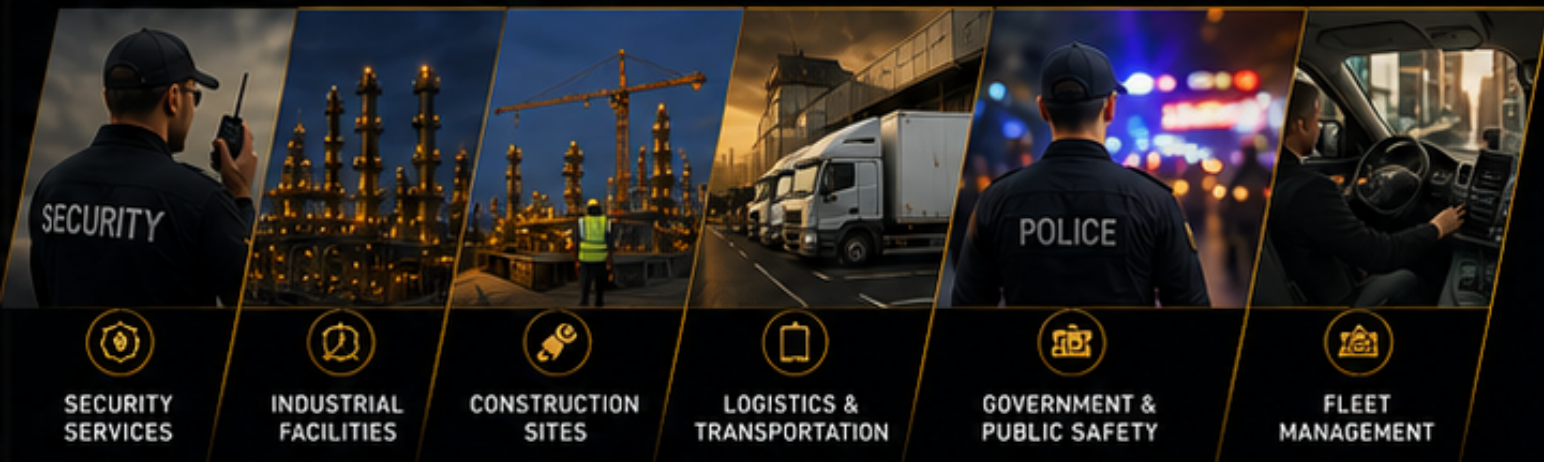 SECURITY
POLICE
SECURITY
SERVICES
INDUSTRIAL
FACILITIES
CONSTRUCTION
SITES
LOGISTICS &
TRANSPORTATION
GOVERNMENT &
PUBLIC SAFETY
FLEET
MANAGEMENT